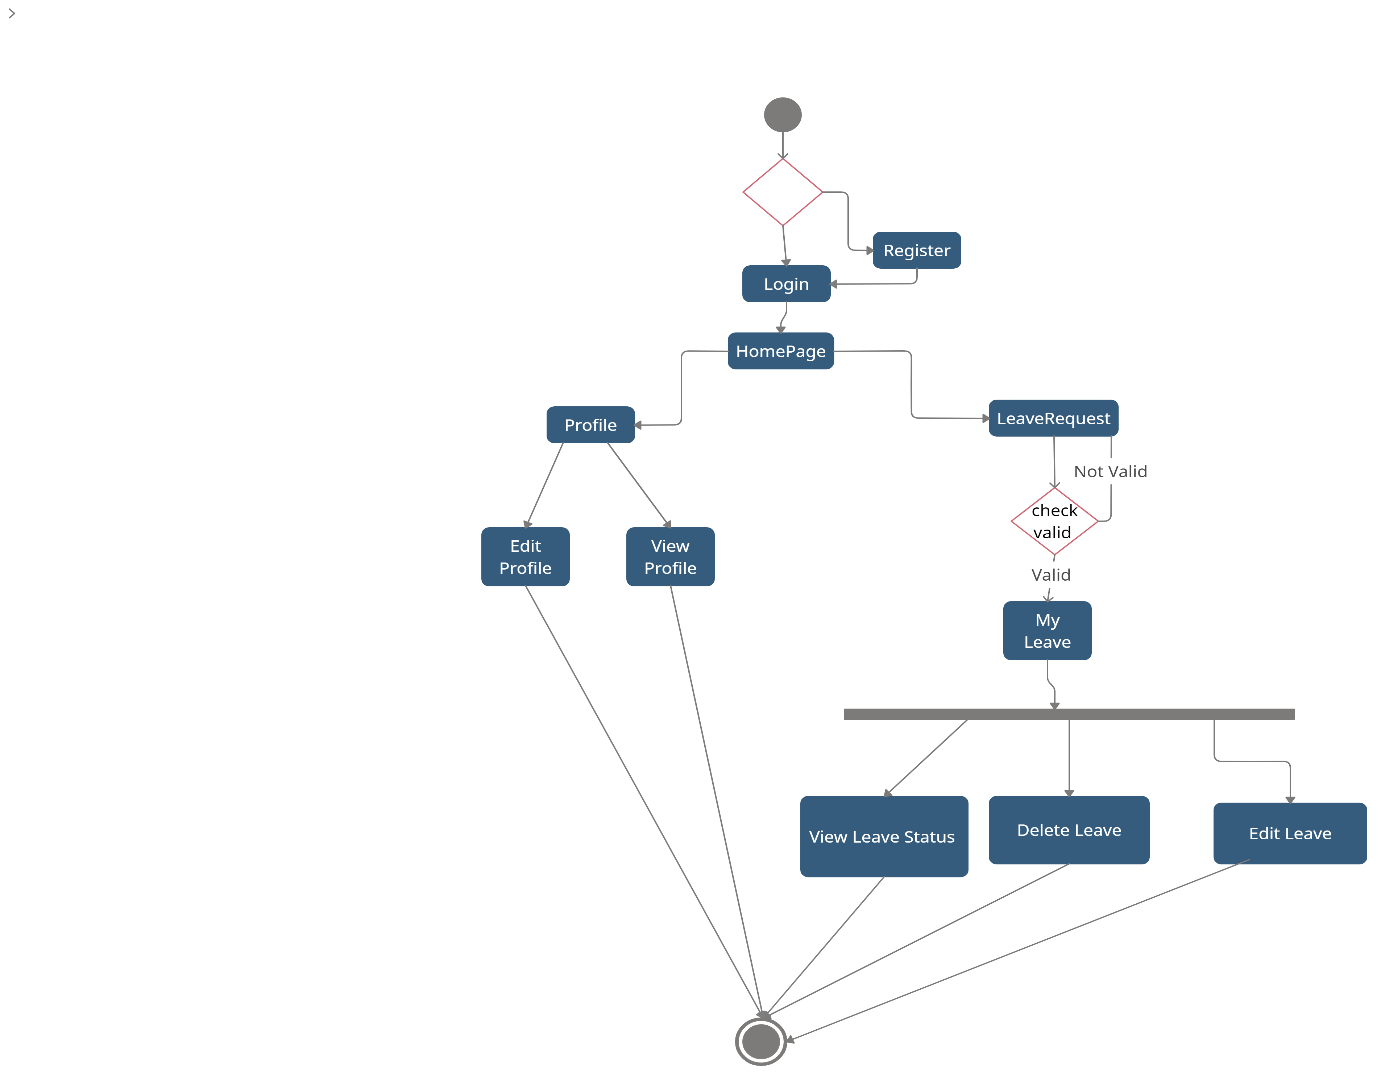 Register
Login
HomePage
LeaveRequest
Profile
Not Valid
check
valid
Edit
Profile
View
Profile
Valid
My
Leave
View Leave Status
Delete Leave
Edit Leave